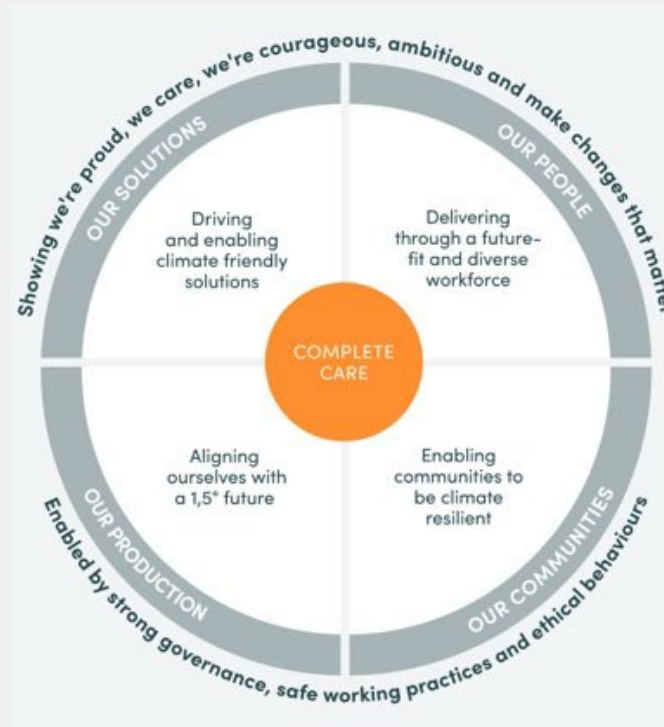 Showing we're proud, we care, we're courageous, ambitious and make changes that matter
OUR SOLUTIONS
OUR PEOPLE
Driving
and enabling
climate friendly
solutions
Delivering
through a future-
fit and diverse
workforce
COMPLETE
CARE
Aligning
ourselves with
a 1,5° future
Enabling
communities to
be climate
resilient
OUR PRODUCTION
OUR COMMUNITIES
Enabled by strong governance, safe working practices and ethical behaviours